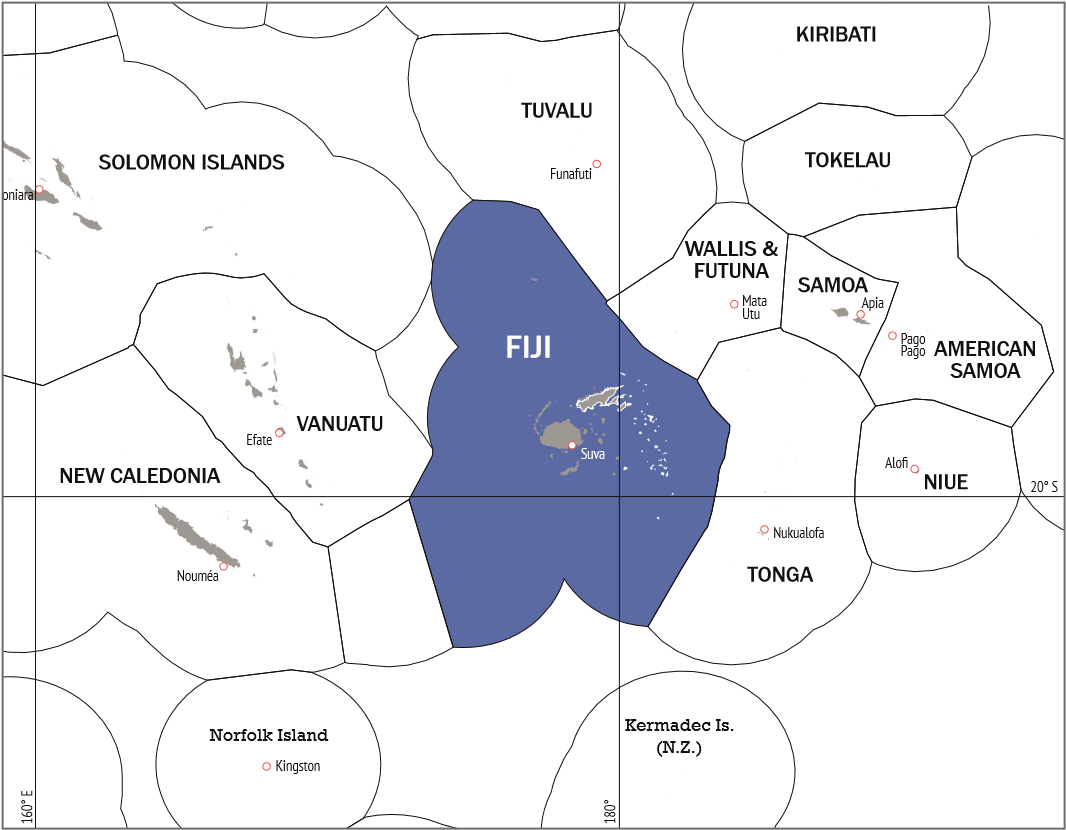 KIRIBATI
TUVALU
TOKELAU
SOLOMON ISLANDS
Funafuti
oniara
WALLIS &
FUTUNA
SAMOA
Mata
Utu
Apia
Pago
Pago
AMERICAN
SAMOA
FIJI
VANUATU
Efate
Suva
Alofi
NIUE
NEW CALEDONIA
20° S
Nukualofa
TONGA
Nouméa
Norfolk Island
Kingston
Kermadec Is.
(N.Z.)
160° E
180°